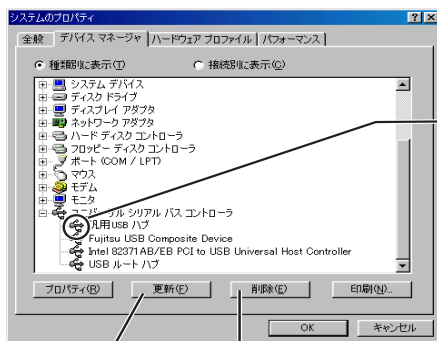 システムのプロパティ
全般 デバイス マネージャ ハードウェア プロファイル パフォーマンス
種類別に表示(T) 接続別に表示(C)
システム デバイス
ディスク ドライブ
ディスプレイ アダプタ
ネットワーク アダプタ
ハード ディスク コントローラ
フロッピー ディスク コントローラ
ポート (COM / LPT)
マウス
モデム
モニタ
ユニバーサル シリアル バス コントローラ
汎用 USB ハブ
Fujitsu USB Composite Device
Intel 82371AB/EB PCI to USB Universal Host Controller
USB ルート ハブ
プロパティ(R) 更新(F) 削除(E) 印刷(N)...
OK キャンセル